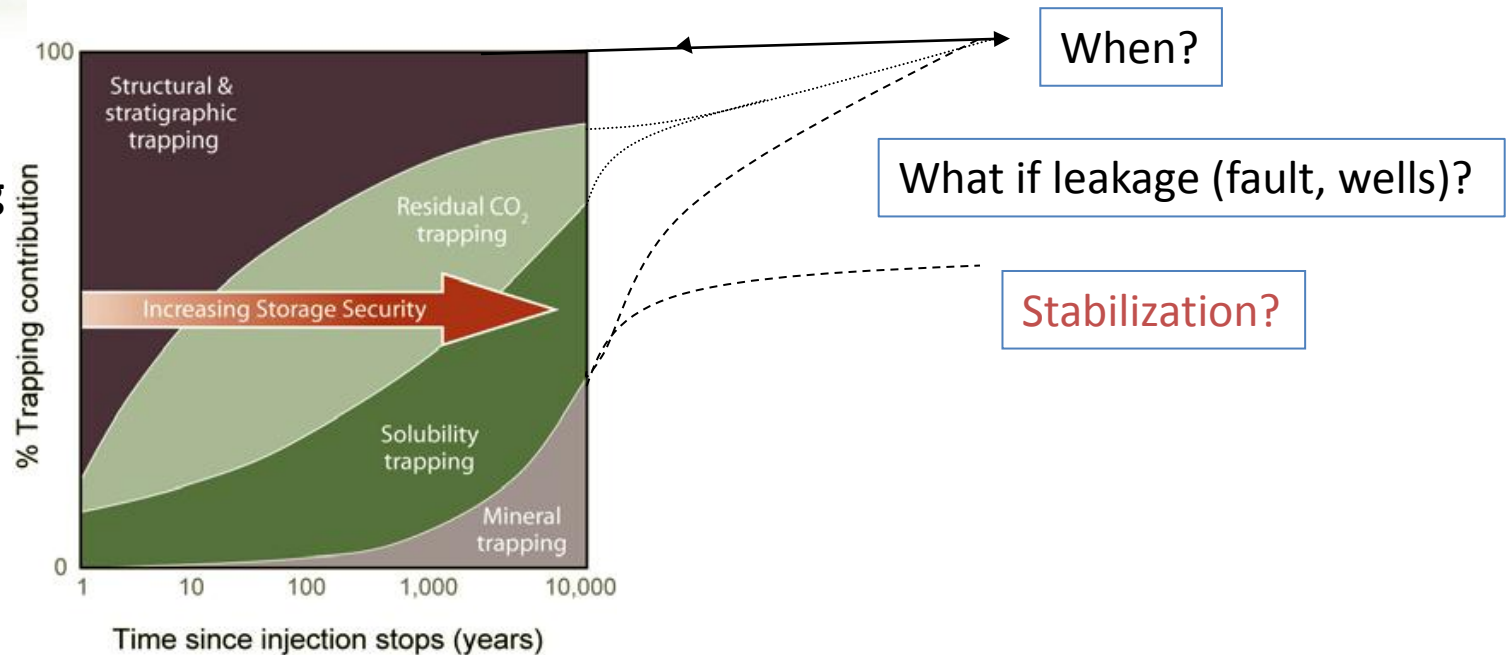 100
Structural &
stratigraphic
trapping
Residual CO₂
trapping
Increasing Storage Security
Solubility
trapping
Mineral
trapping
0
1 10 100 1,000 10,000
Time since injection stops (years)
% Trapping contribution
When?
What if leakage (fault, wells)?
Stabilization?